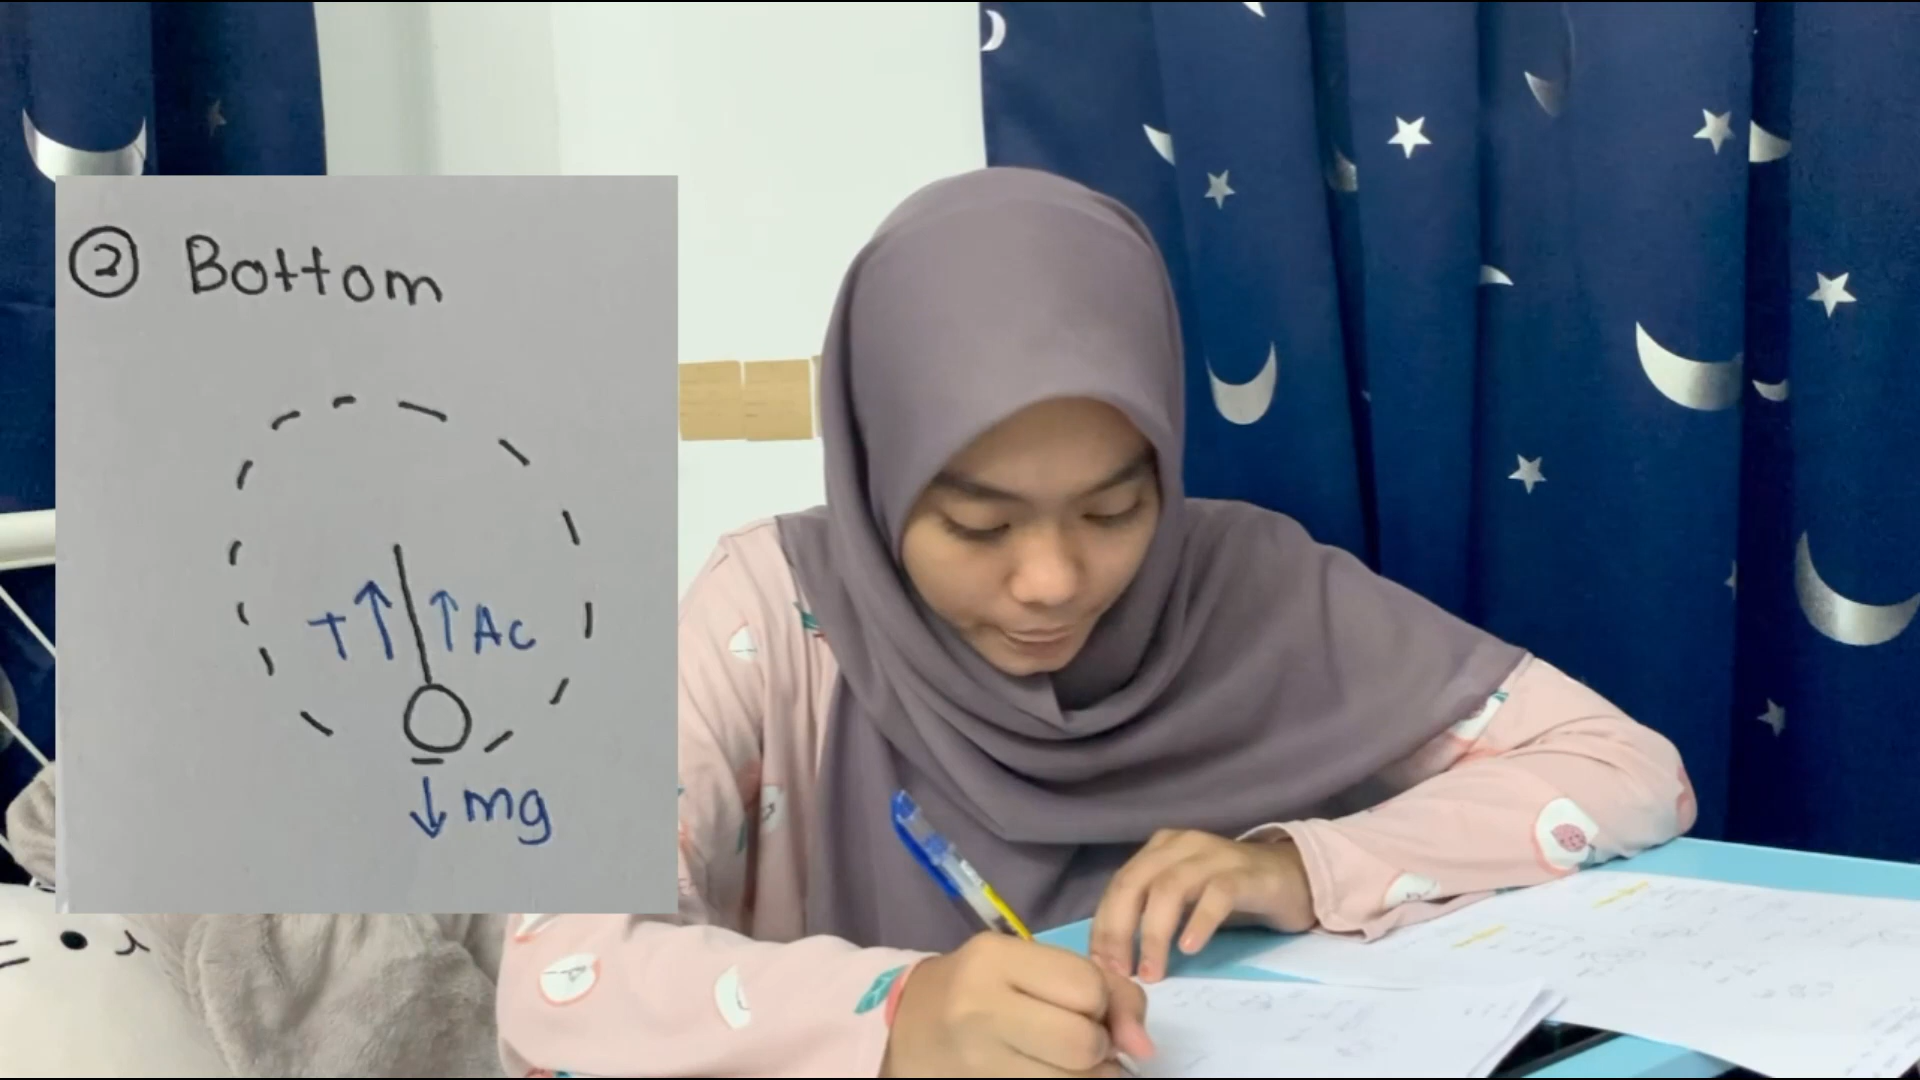 ② Bottom
T↑ ↑Ac
↓mg